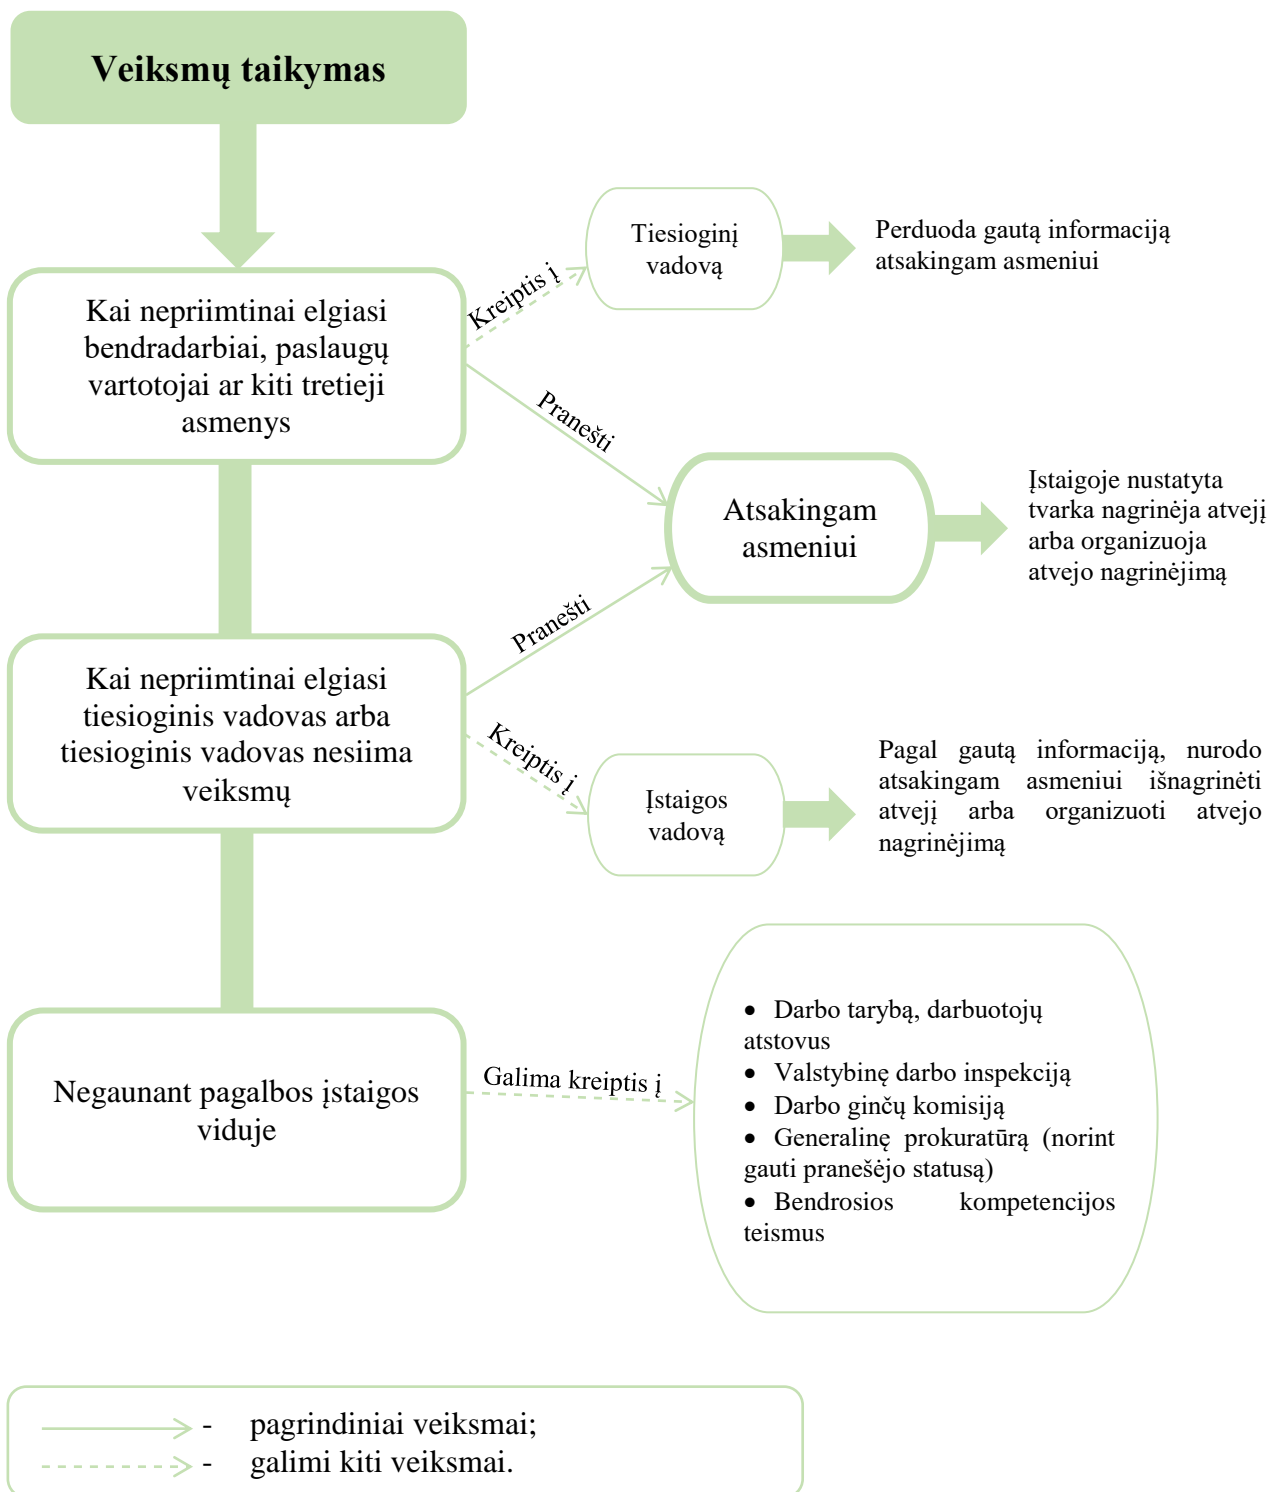 Veiksmų taikymas
Tiesioginį
vadovą
Perduoda gautą informaciją
atsakingam asmeniui
Kreiptis į
Kai nepriimtinai elgiasi
bendradarbiai, paslaugų
vartotojai ar kiti tretieji
asmenys
Pranešti
Atsakingam
asmeniui
Įstaigoje nustatyta
tvarka nagrinėja atvejį
arba organizuoja
atvejo nagrinėjimą
Pranešti
Kai nepriimtinai elgiasi
tiesioginis vadovas arba
tiesioginis vadovas nesiima
veiksmų
Kreiptis į
Įstaigos
vadovą
Pagal gautą informaciją, nurodo
atsakingam asmeniui išnagrinėti
atvejį arba organizuoti atvejo
nagrinėjimą
Negaunant pagalbos įstaigos
viduje
Galima kreiptis į
• Darbo tarybą, darbuotojų
atstovus
• Valstybinę darbo inspekciją
• Darbo ginčų komisiją
• Generalinę prokuratūrą (norint
gauti pranešėjo statusą)
• Bendrosios kompetencijos
teismus
- pagrindiniai veiksmai;
- galimi kiti veiksmai.